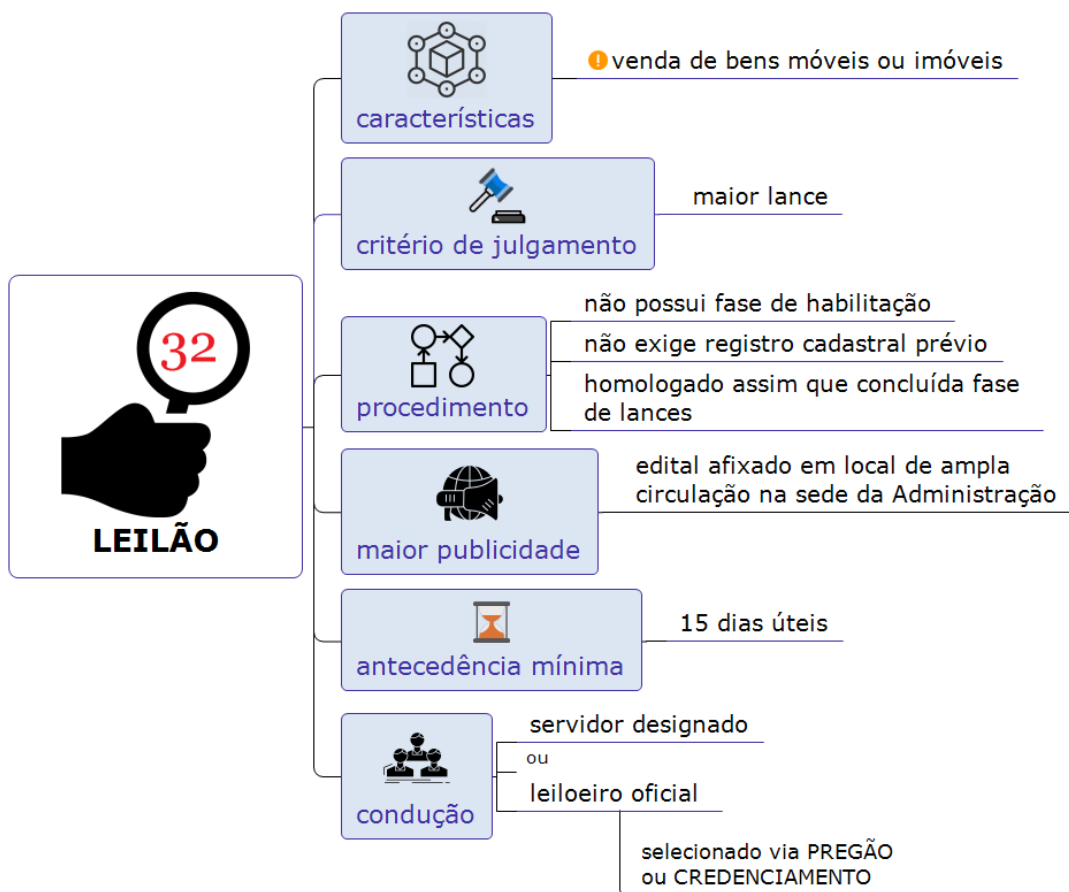 32
LEILÃO
características
venda de bens móveis ou imóveis
critério de julgamento
maior lance
procedimento
não possui fase de habilitação
não exige registro cadastral prévio
homologado assim que concluída fase
de lances
maior publicidade
edital afixado em local de ampla
circulação na sede da Administração
antecedência mínima
15 dias úteis
condução
servidor designado
ou
leiloeiro oficial
selecionado via PREGÃO
ou CREDENCIAMENTO